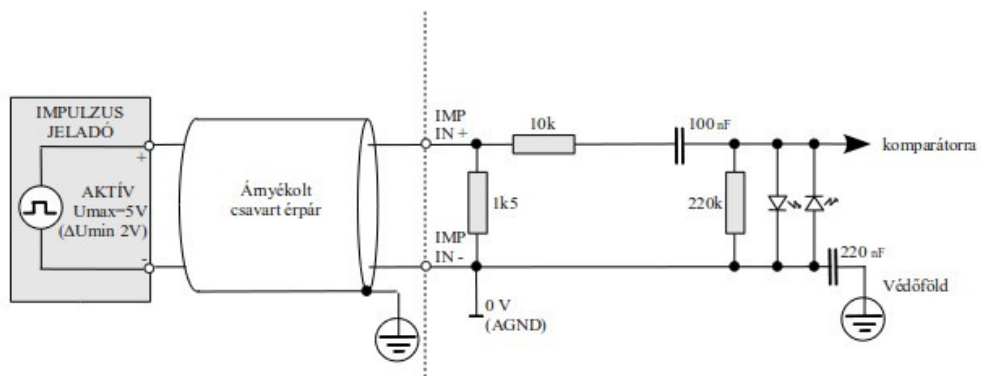 IMPULZUS
JELADÓ
+
AKTÍV
Umax=5V
(ΔUmin 2V)
-
Árnyékolt
csavart érpár
IMP
IN +
10k
100 nF
komparátorra
1k5
220k
IMP
IN -
220 nF
0 V
(AGND)
Védőföld